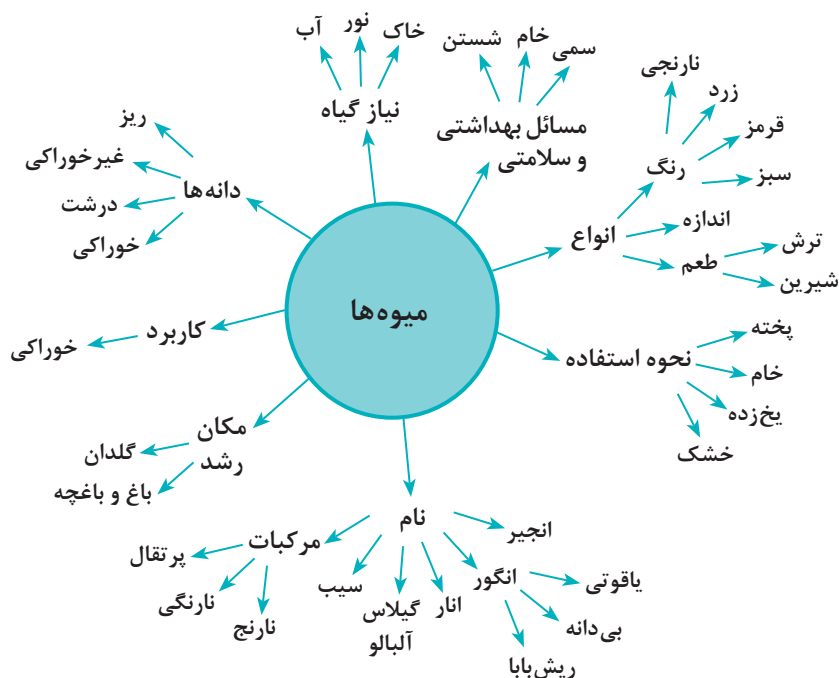 میوه‌ها
نیاز گیاه
خاک
نور
آب
مسائل بهداشتی
و سلامتی
سمی
خام
شستن
انواع
رنگ
نارنجی
زرد
قرمز
سبز
اندازه
طعم
ترش
شیرین
نحوه استفاده
پخته
خام
یخ‌زده
خشک
نام
انجیر
انگور
یاقوتی
بی‌دانه
ریش‌بابا
انار
گیلاس
آلبالو
سیب
مرکبات
پرتقال
نارنگی
نارنج
مکان
رشد
گلدان
باغ و باغچه
کاربرد
خوراکی
دانه‌ها
ریز
غیرخوراکی
درشت
خوراکی